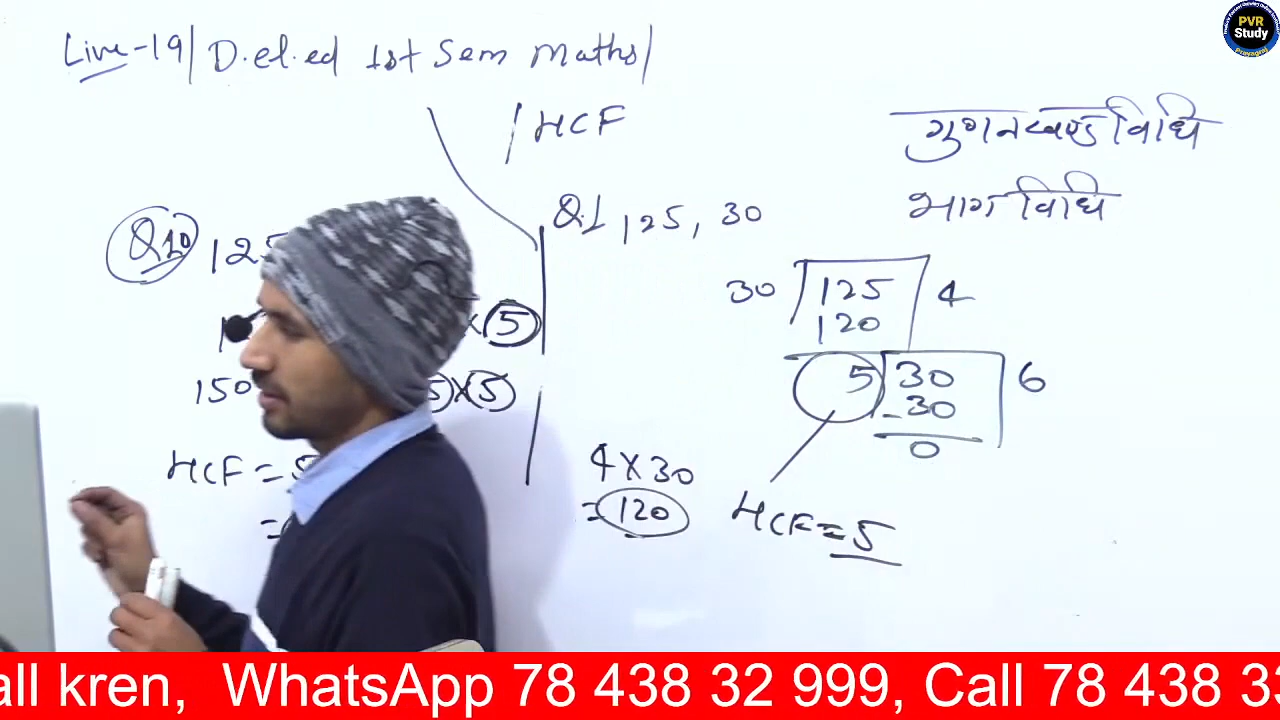 Live-19/ D.el.ed 1st Sem Maths/
/HCF
गुणनखण्ड विधि
भाग विधि
Q.10 125
150 5×5
×5
HCF = 5
=
Q.1 125, 30
30 125 4
120
5 30 6
-30
0
4×30
=120
HCF=5
PVR
Study
Prayagraj
all kren, WhatsApp 78 438 32 999, Call 78 438 3